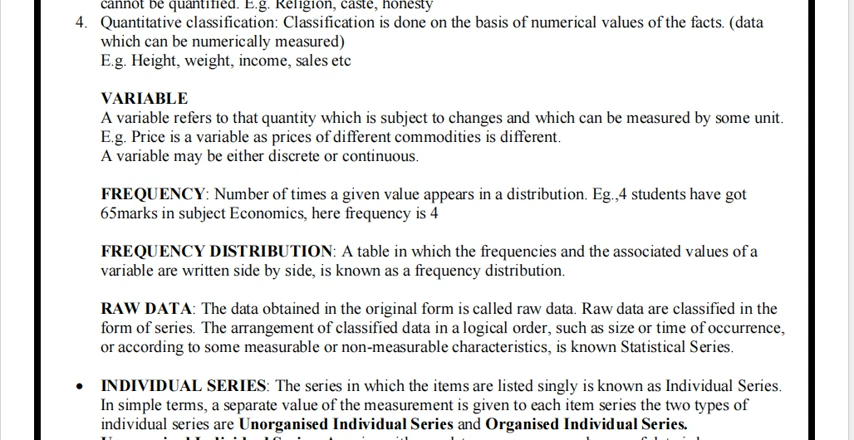 cannot be quantified. E.g. Religion, caste, honesty
4. Quantitative classification: Classification is done on the basis of numerical values of the facts. (data
which can be numerically measured)
E.g. Height, weight, income, sales etc
VARIABLE
A variable refers to that quantity which is subject to changes and which can be measured by some unit.
E.g. Price is a variable as prices of different commodities is different.
A variable may be either discrete or continuous.
FREQUENCY: Number of times a given value appears in a distribution. Eg.,4 students have got
65marks in subject Economics, here frequency is 4
FREQUENCY DISTRIBUTION: A table in which the frequencies and the associated values of a
variable are written side by side, is known as a frequency distribution.
RAW DATA: The data obtained in the original form is called raw data. Raw data are classified in the
form of series. The arrangement of classified data in a logical order, such as size or time of occurrence,
or according to some measurable or non-measurable characteristics, is known Statistical Series.
• INDIVIDUAL SERIES: The series in which the items are listed singly is known as Individual Series.
In simple terms, a separate value of the measurement is given to each item series the two types of
individual series are Unorganised Individual Series and Organised Individual Series.